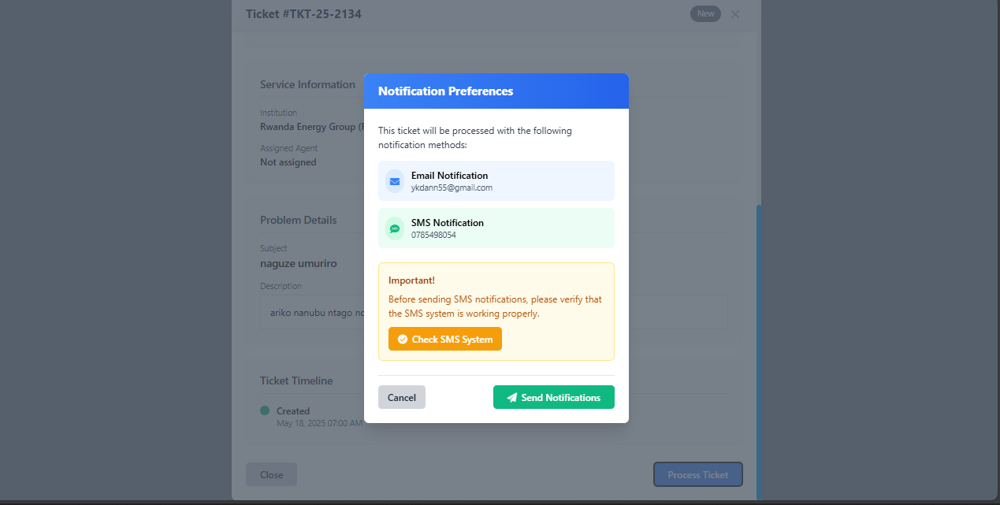 Ticket #TKT-25-2134
New
Service Information
Institution
Rwanda Energy Group
Assigned Agent
Not assigned
Problem Details
Subject
naguze umuriro
Description
ariko nanubu ntago
Ticket Timeline
Created
May 18, 2025 07:00 AM
Close
Process Ticket
Notification Preferences
This ticket will be processed with the following
notification methods:
Email Notification
ykdann55@gmail.com
SMS Notification
0785498054
Important!
Before sending SMS notifications, please verify that
the SMS system is working properly.
Check SMS System
Cancel
Send Notifications